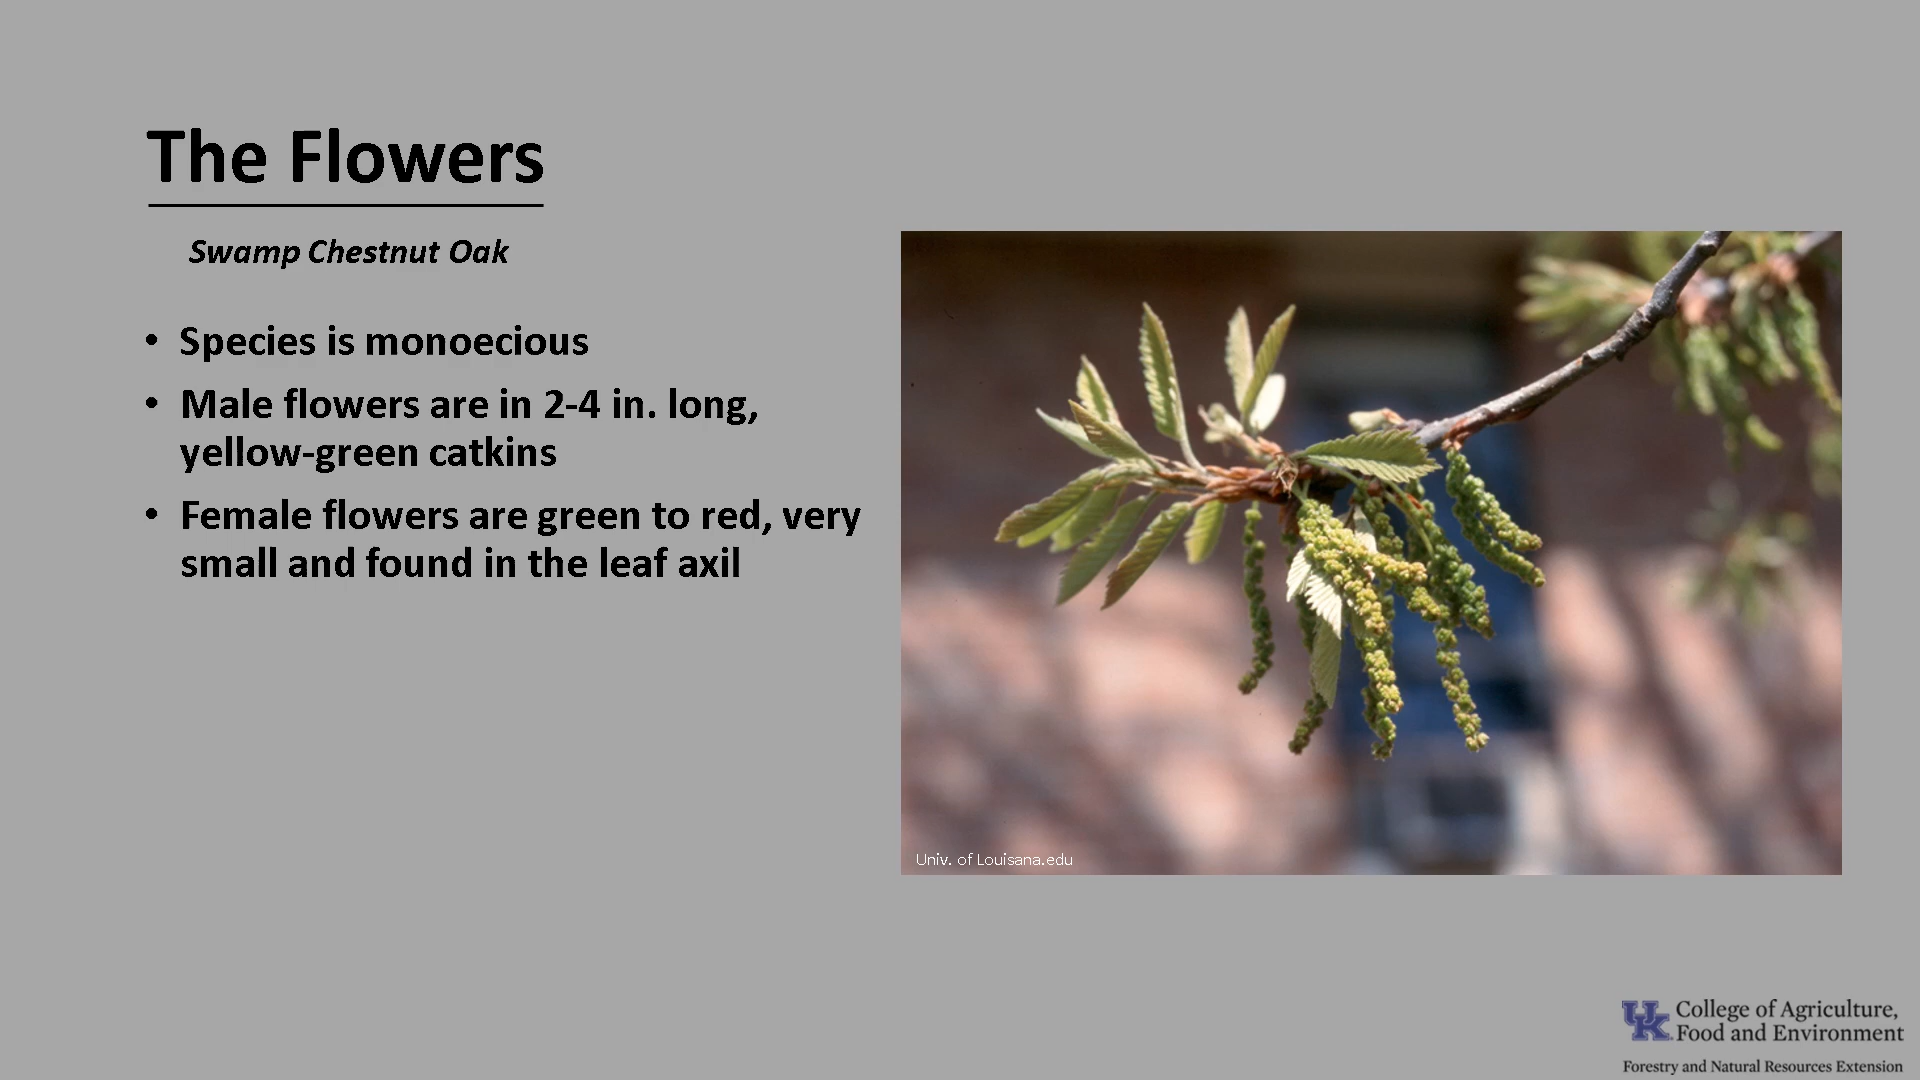 The Flowers
Swamp Chestnut Oak
• Species is monoecious
• Male flowers are in 2-4 in. long,
yellow-green catkins
• Female flowers are green to red, very
small and found in the leaf axil
Univ. of Louisana.edu
UK College of Agriculture,
Food and Environment
Forestry and Natural Resources Extension